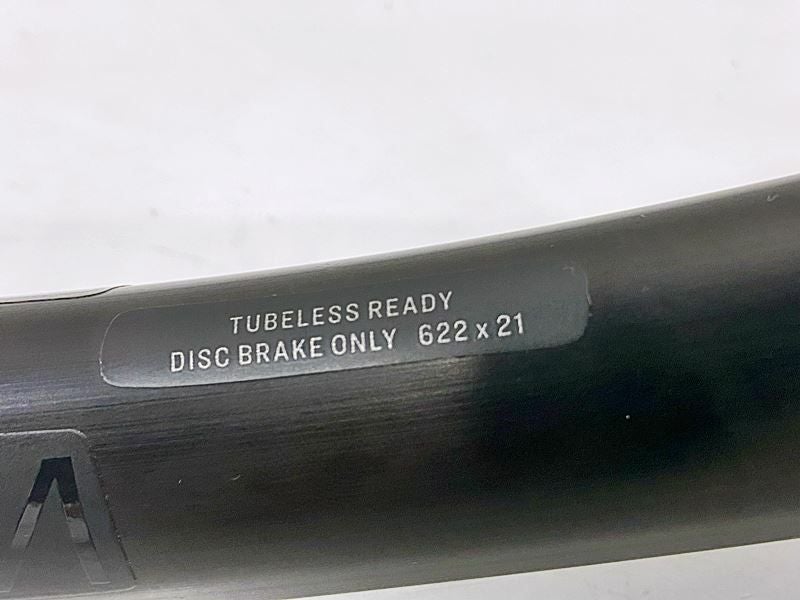 TUBELESS READY
DISC BRAKE ONLY 622 x 21